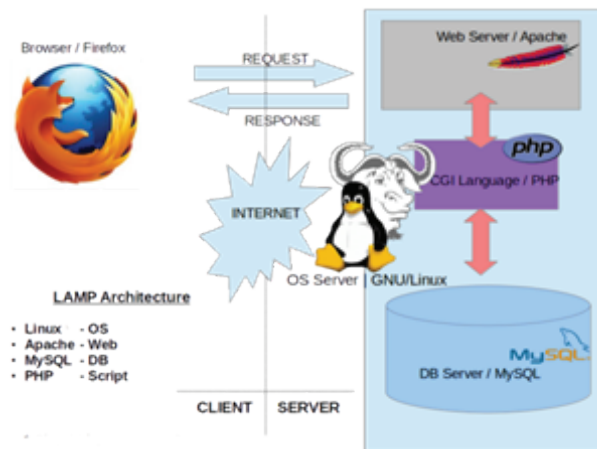 Browser / Firefox
Web Server / Apache
REQUEST
RESPONSE
php
CGI Language / PHP
INTERNET
OS Server | GNU/Linux
LAMP Architecture
• Linux - OS
• Apache - Web
• MySQL - DB
• PHP - Script
MySQL
DB Server / MySQL
CLIENT
SERVER